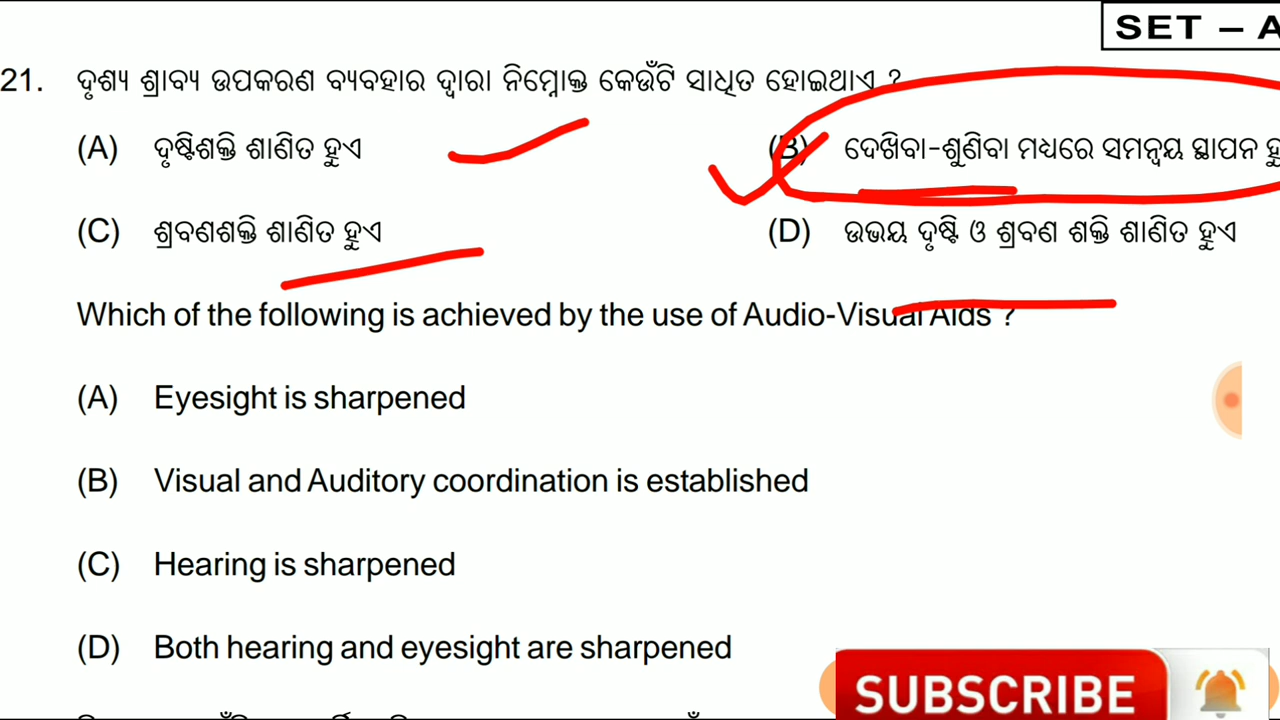 SET – A
21. ଦୃଶ୍ୟ ଶ୍ରାବ୍ୟ ଉପକରଣ ବ୍ୟବହାର ଦ୍ୱାରା ନିମ୍ନୋକ୍ତ କେଉଁଟି ସାଧିତ ହୋଇଥାଏ ?
(A) ଦୃଷ୍ଟିଶକ୍ତି ଶାଣିତ ହୁଏ (B) ଦେଖିବା-ଶୁଣିବା ମଧ୍ୟରେ ସମନ୍ୱୟ ସ୍ଥାପନ
(C) ଶ୍ରବଣଶକ୍ତି ଶାଣିତ ହୁଏ (D) ଉଭୟ ଦୃଷ୍ଟି ଓ ଶ୍ରବଣ ଶକ୍ତି ଶାଣିତ ହୁଏ
Which of the following is achieved by the use of Audio-Visual Aids ?
(A) Eyesight is sharpened
(B) Visual and Auditory coordination is established
(C) Hearing is sharpened
(D) Both hearing and eyesight are sharpened
SUBSCRIBE